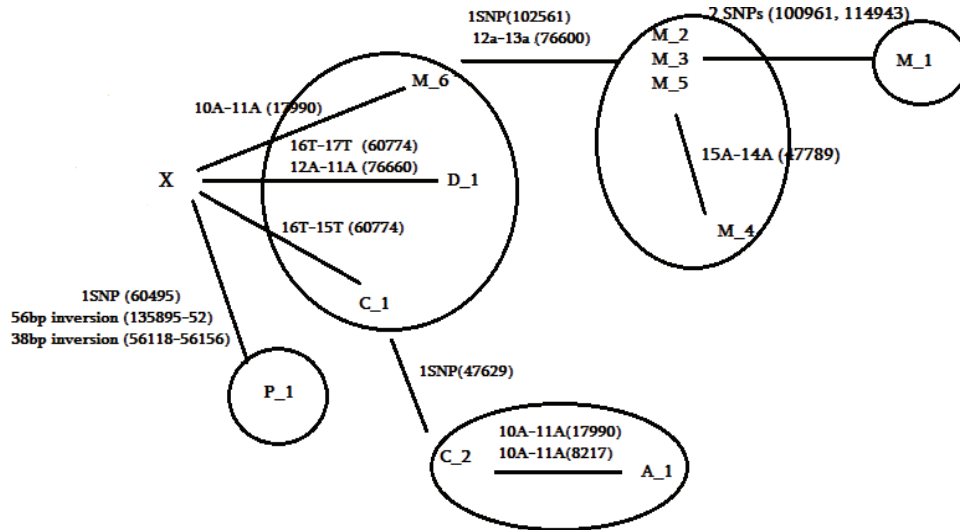 1SNP(102561)
12a-13a (76600)
2 SNPs (100961, 114943)
M_2
M_3
M_5
M_1
M_6
10A-11A (17990)
16T-17T (60774)
12A-11A (76660)
X
D_1
15A-14A (47789)
16T-15T (60774)
M_4
1SNP (60495)
56bp inversion (135895-52)
38bp inversion (56118-56156)
C_1
1SNP(47629)
P_1
10A-11A(17990)
10A-11A(8217)
C_2
A_1